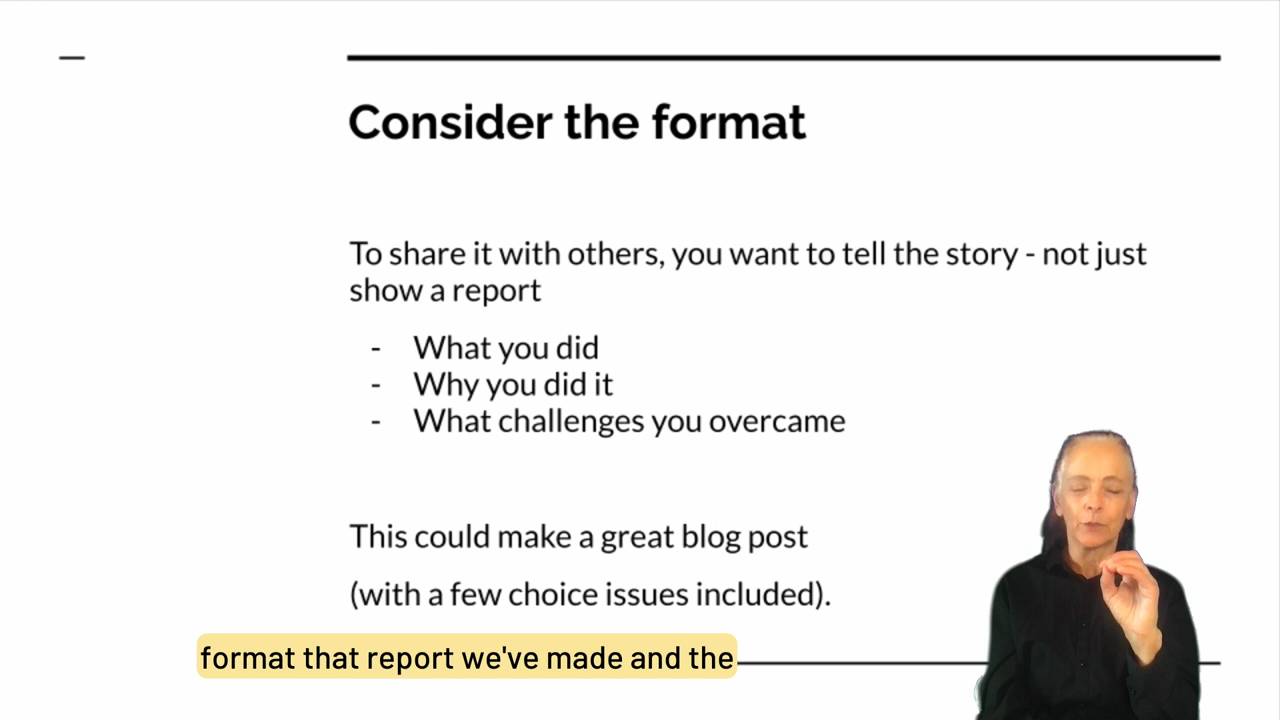 Consider the format
To share it with others, you want to tell the story - not just
show a report
- What you did
- Why you did it
- What challenges you overcame
This could make a great blog post
(with a few choice issues included).
format that report we've made and the